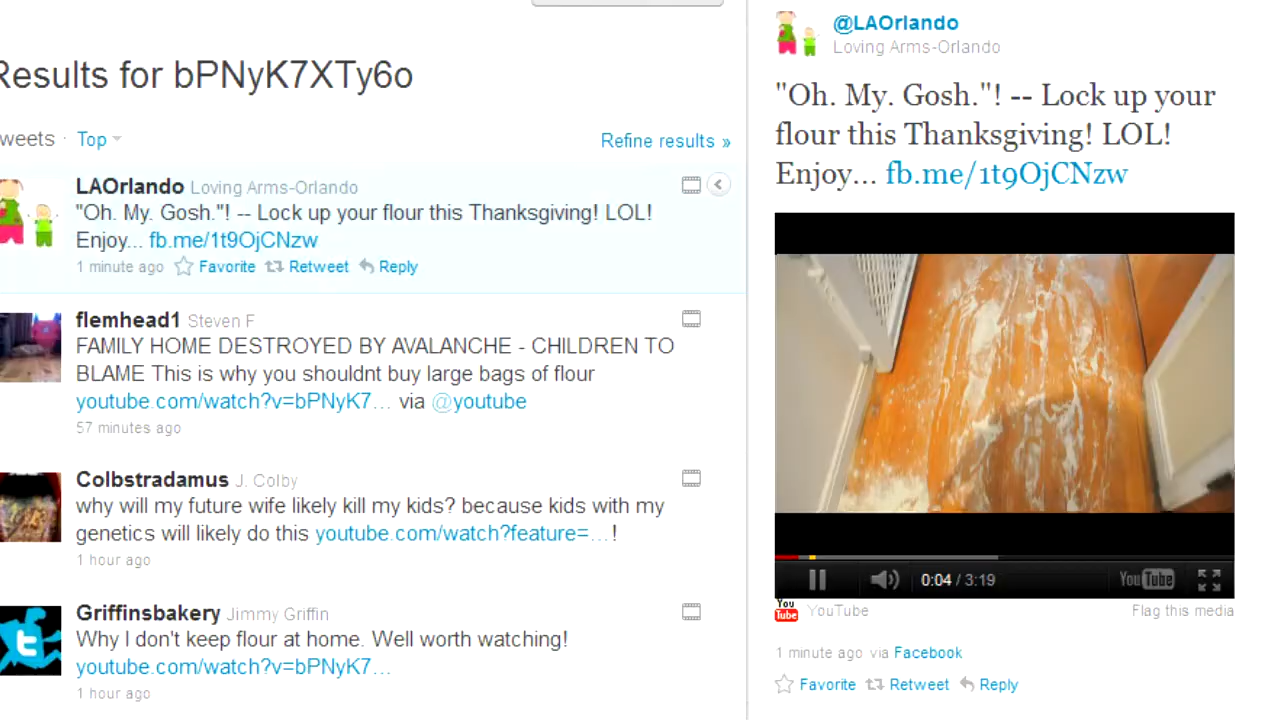 Results for bPNyK7XTy6o
weets · Top
Refine results »
LAOrlando Loving Arms-Orlando
"Oh. My. Gosh."! -- Lock up your flour this Thanksgiving! LOL!
Enjoy... fb.me/1t9OjCNzw
1 minute ago Favorite Retweet Reply
flemhead1 Steven F
FAMILY HOME DESTROYED BY AVALANCHE - CHILDREN TO
BLAME This is why you shouldnt buy large bags of flour
youtube.com/watch?v=bPNyK7... via @youtube
57 minutes ago
Colbstradamus J. Colby
why will my future wife likely kill my kids? because kids with my
genetics will likely do this youtube.com/watch?feature=... !
1 hour ago
Griffinsbakery Jimmy Griffin
Why I don't keep flour at home. Well worth watching!
youtube.com/watch?v=bPNyK7...
1 hour ago
@LAOrlando
Loving Arms-Orlando
"Oh. My. Gosh."! -- Lock up your
flour this Thanksgiving! LOL!
Enjoy... fb.me/1t9OjCNzw
0:04 / 3:19
YouTube
You
Tube
YouTube
Flag this media
1 minute ago via Facebook
Favorite Retweet Reply